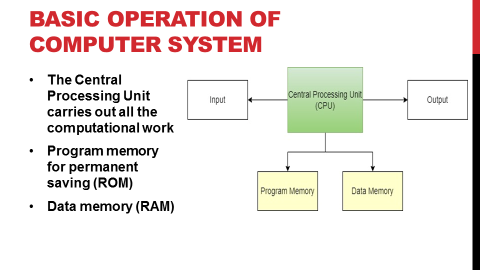 BASIC OPERATION OF
COMPUTER SYSTEM
• The Central
Processing Unit
carries out all the
computational work
• Program memory
for permanent
saving (ROM)
• Data memory (RAM)
Input
Central Processing Unit
(CPU)
Output
Program Memory
Data Memory